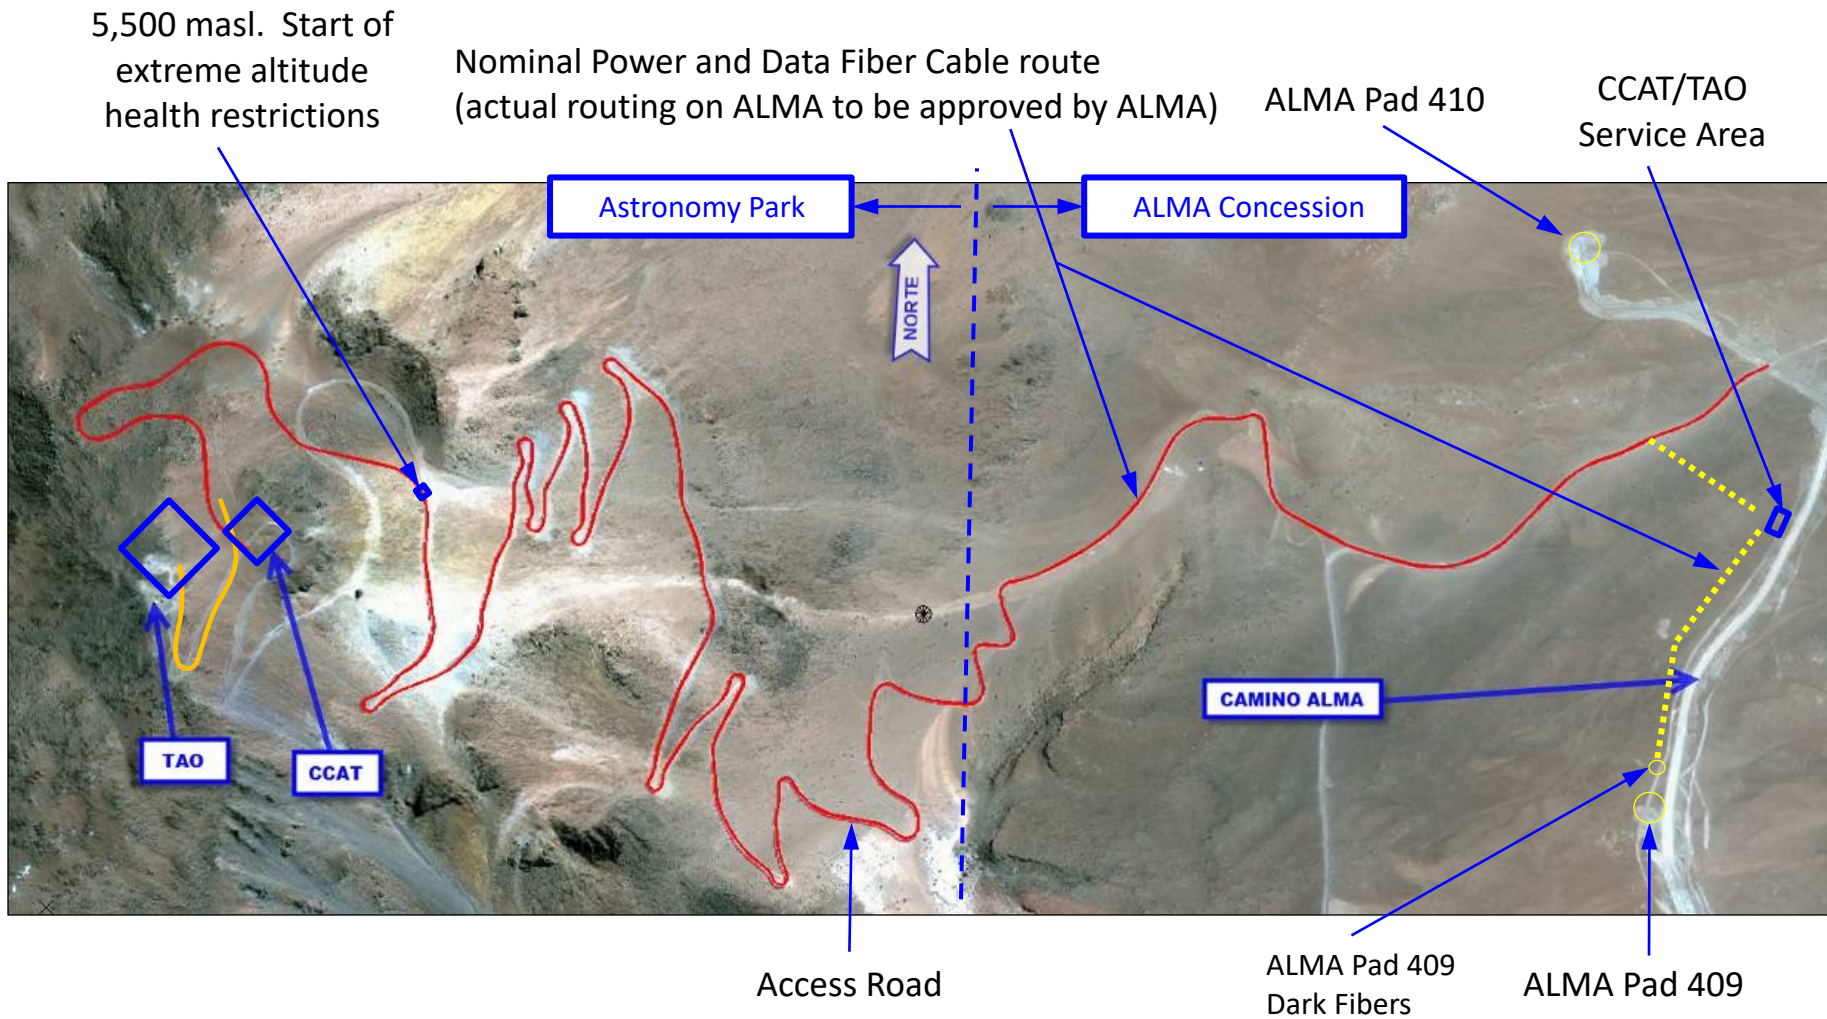 5,500 masl.  Start of
extreme altitude
health restrictions
Nominal Power and Data Fiber Cable route
(actual routing on ALMA to be approved by ALMA)
ALMA Pad 410
CCAT/TAO
Service Area
Astronomy Park
ALMA Concession
NORTE
CAMINO ALMA
TAO
CCAT
Access Road
ALMA Pad 409
Dark Fibers
ALMA Pad 409